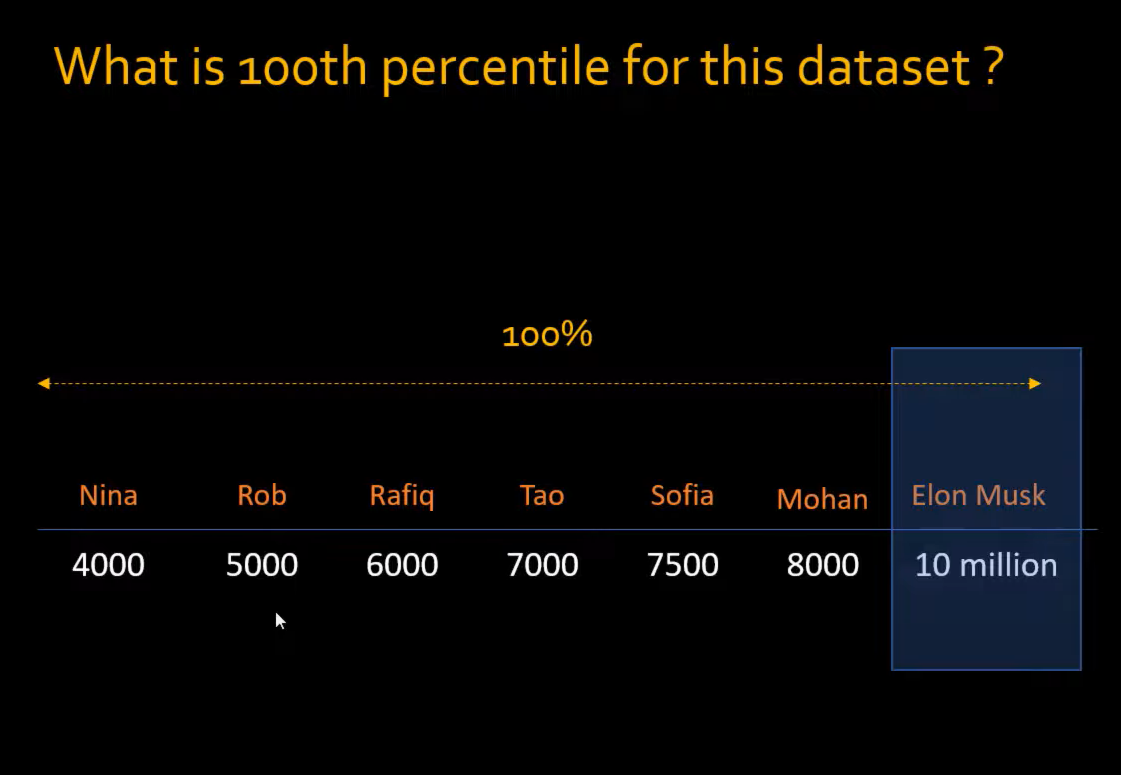 What is 100th percentile for this dataset ?
100%
Nina Rob Rafiq Tao Sofia Mohan Elon Musk
4000 5000 6000 7000 7500 8000 10 million